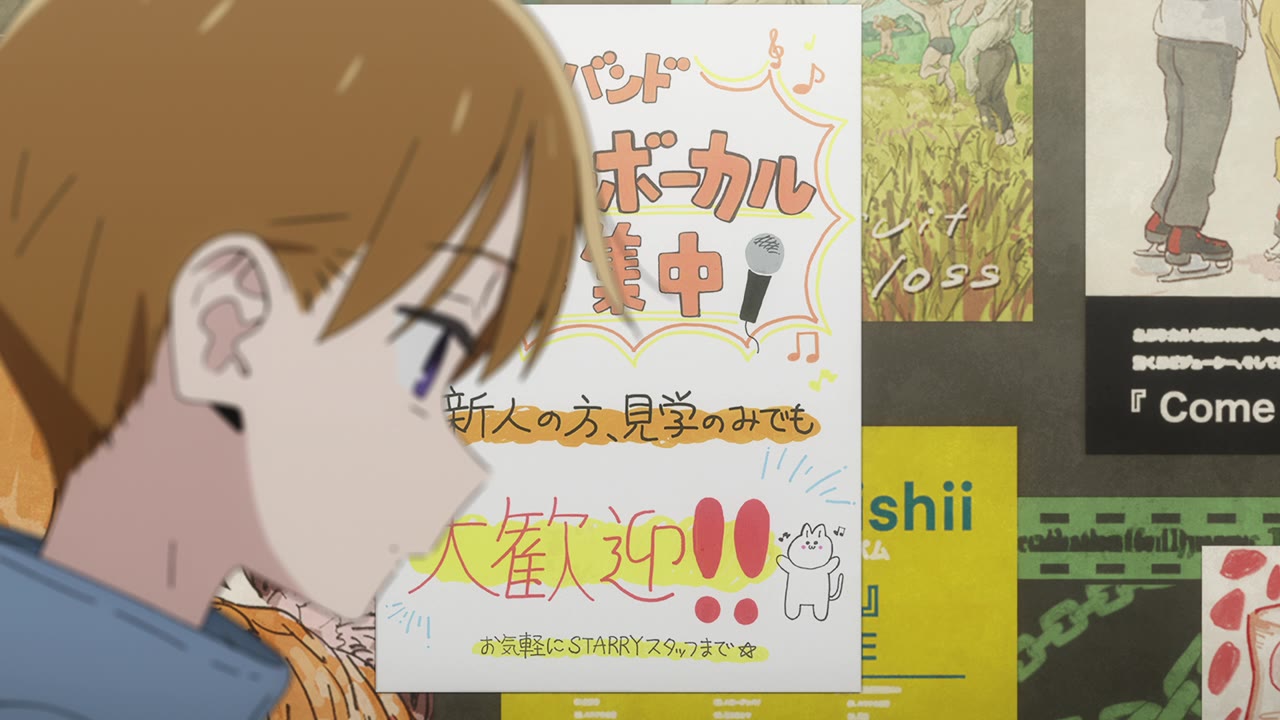 バンド
ボーカル
集中
新人の方、見学のみでも
大歓迎!!
お気軽にSTARRYスタッフまで☆
uit
loss
『Come
shii